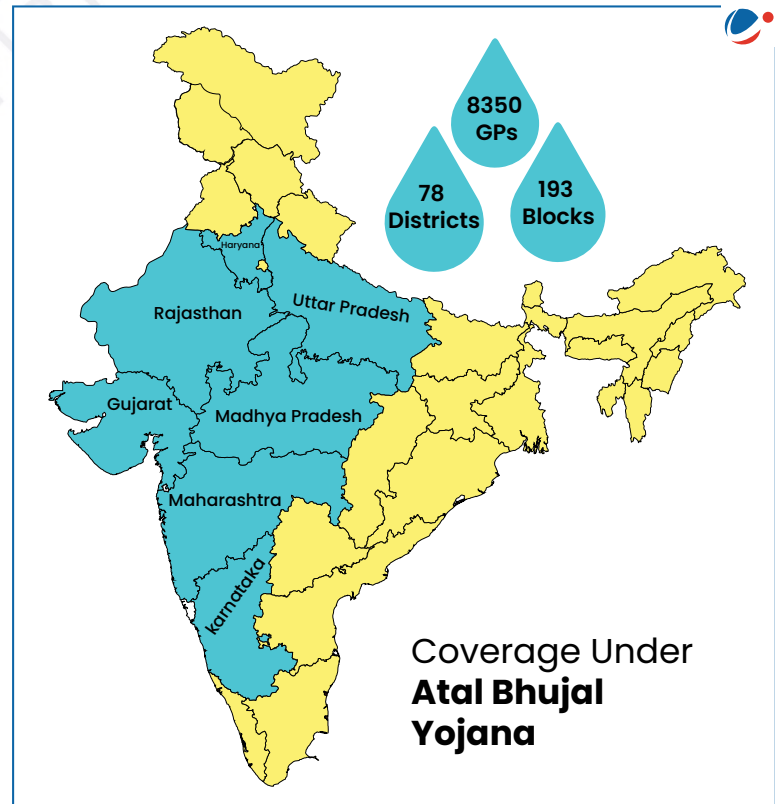 8350
GPs
78
Districts
193
Blocks
Haryana
Rajasthan
Uttar Pradesh
Gujarat
Madhya Pradesh
Maharashtra
karnataka
Coverage Under
Atal Bhujal
Yojana